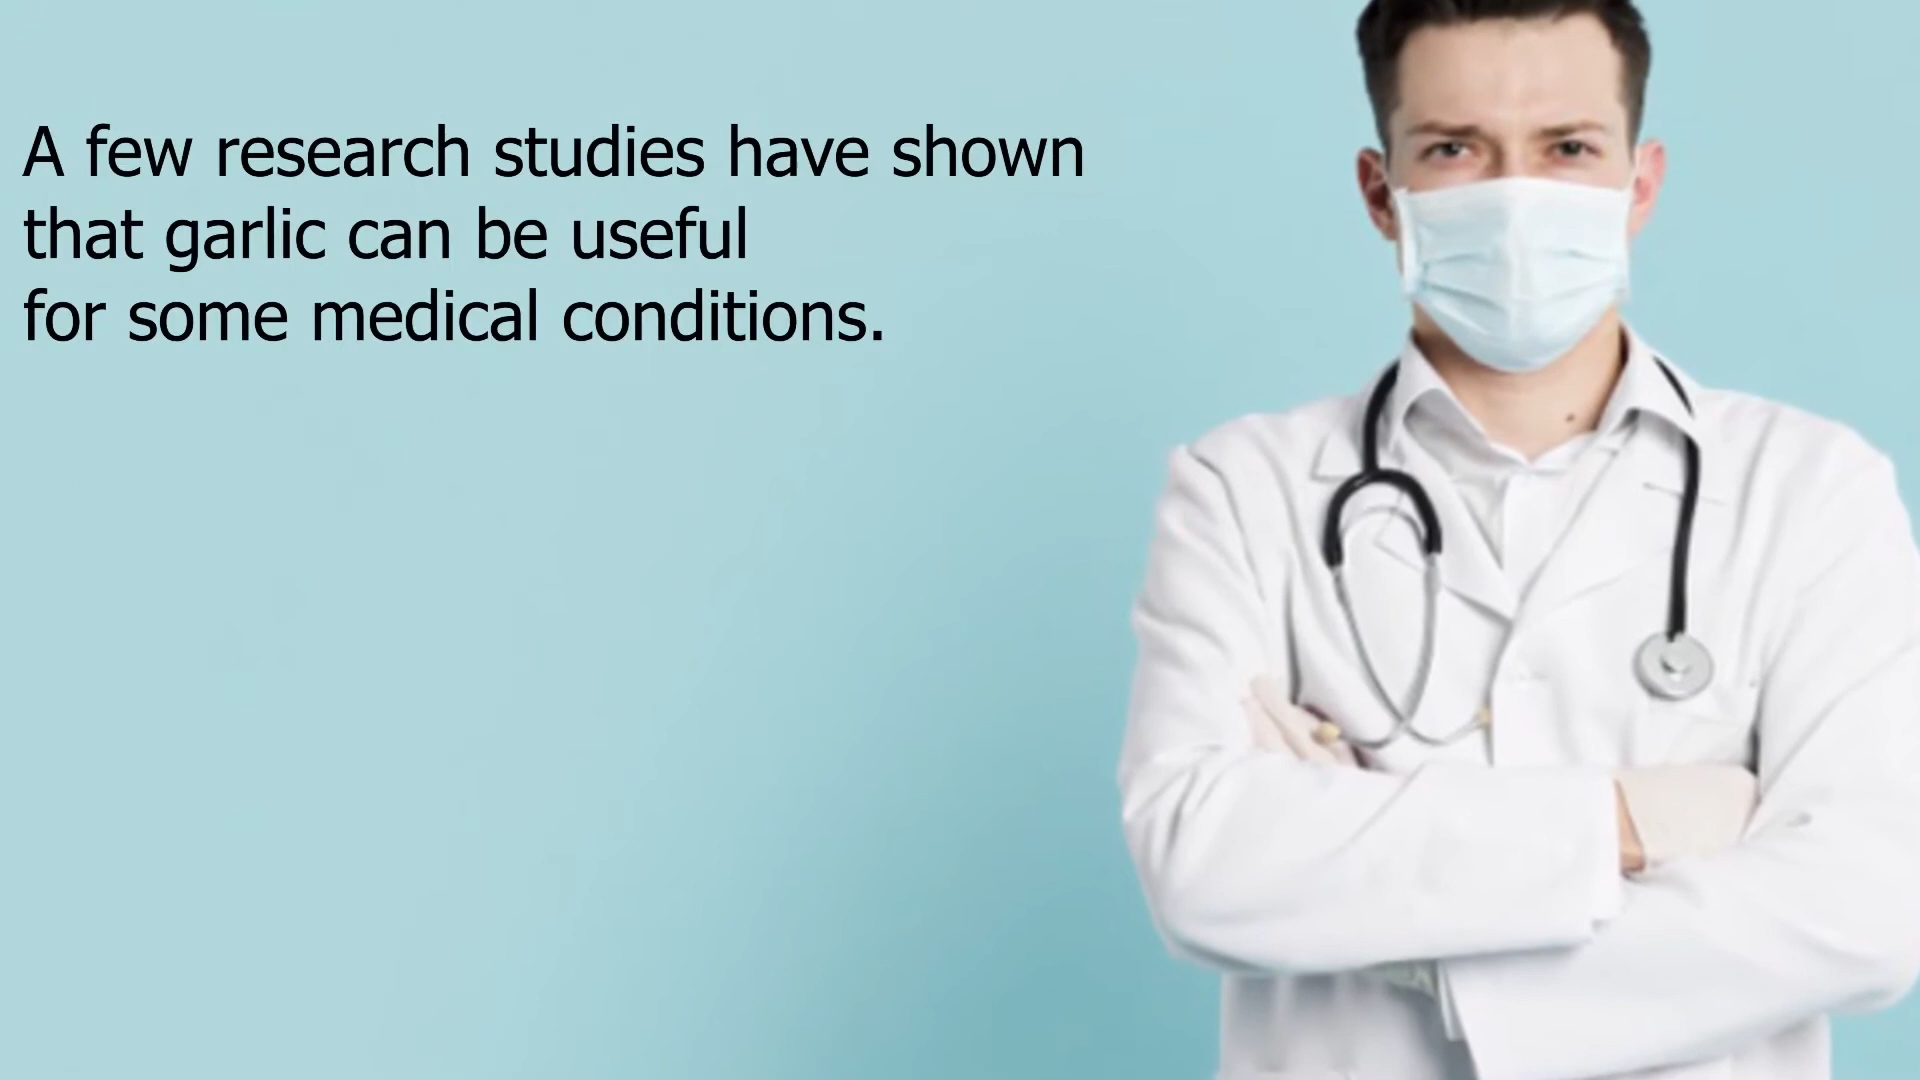 A few research studies have shown
that garlic can be useful
for some medical conditions.